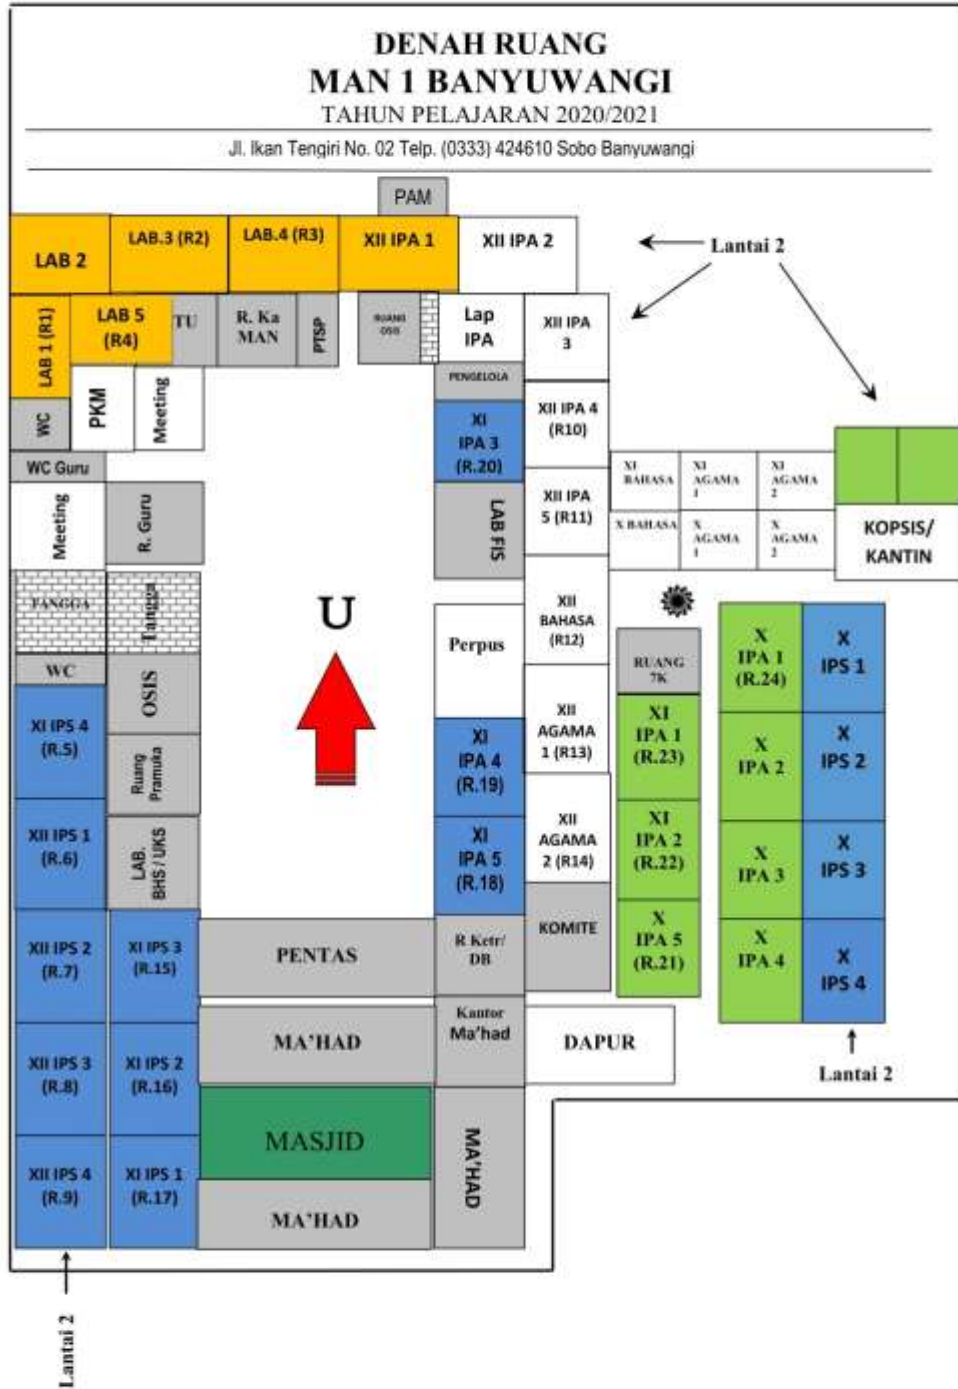 DENAH RUANG
MAN 1 BANYUWANGI
TAHUN PELAJARAN 2020/2021
Jl. Ikan Tengiri No. 02 Telp. (0333) 424610 Sobo Banyuwangi
PAM
LAB 2
LAB.3 (R2)
LAB.4 (R3)
XII IPA 1
XII IPA 2
Lantai 2
LAB 1 (R1)
LAB 5
(R4)
TU
R. Ka
MAN
PTSP
RUANG
OSIS
Lap
IPA
XII IPA
3
PENGELOLA
WC
PKM
Meeting
XI
IPA 3
(R.20)
XII IPA 4
(R10)
WC Guru
Meeting
R. Guru
LAB FIS
XII IPA
5 (R11)
XI
BAHASA
XI
AGAMA
1
XI
AGAMA
2
X BAHASA
X
AGAMA
1
X
AGAMA
2
KOPSIS/
KANTIN
TANGGA
Tangga
U
Perpus
XII
BAHASA
(R12)
WC
OSIS
RUANG
7K
X
IPA 1
(R.24)
X
IPS 1
XI IPS 4
(R.5)
Ruang
Pramuka
XI
IPA 4
(R.19)
XII
AGAMA
1 (R13)
XI
IPA 1
(R.23)
X
IPA 2
X
IPS 2
XII IPS 1
(R.6)
LAB.
BHS / UKS
XI
IPA 5
(R.18)
XII
AGAMA
2 (R14)
XI
IPA 2
(R.22)
X
IPA 3
X
IPS 3
XII IPS 2
(R.7)
XI IPS 3
(R.15)
PENTAS
R Ketr/
DB
KOMITE
X
IPA 5
(R.21)
X
IPA 4
X
IPS 4
XII IPS 3
(R.8)
XI IPS 2
(R.16)
MA'HAD
Kantor
Ma'had
DAPUR
Lantai 2
MASJID
MA'HAD
XII IPS 4
(R.9)
XI IPS 1
(R.17)
MA'HAD
Lantai 2